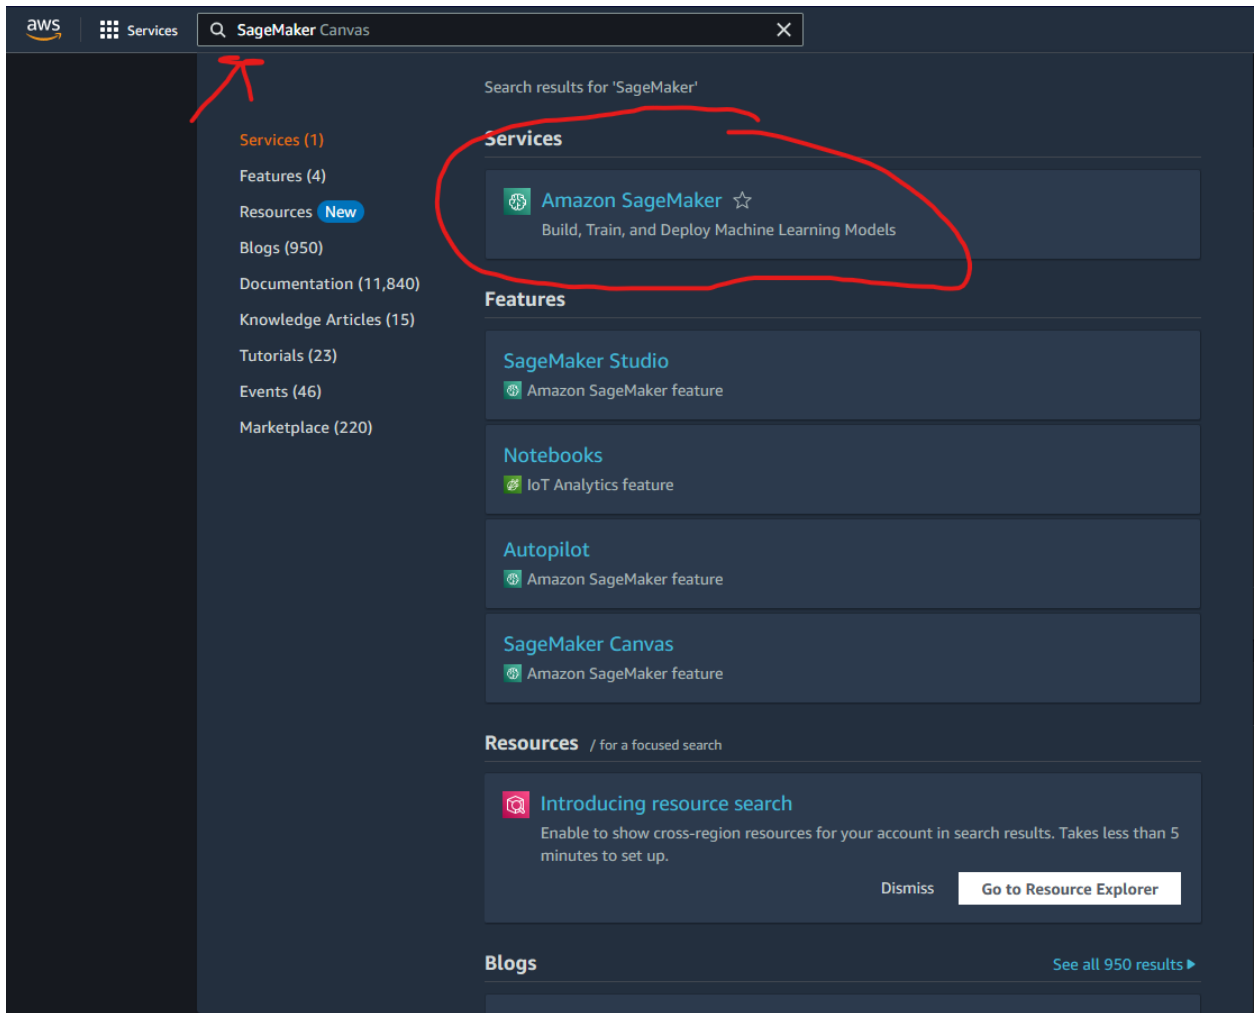 aws
Services
SageMaker Canvas
Search results for 'SageMaker'
Services (1)
Features (4)
Resources New
Blogs (950)
Documentation (11,840)
Knowledge Articles (15)
Tutorials (23)
Events (46)
Marketplace (220)
Services
Amazon SageMaker
Build, Train, and Deploy Machine Learning Models
Features
SageMaker Studio
Amazon SageMaker feature
Notebooks
IoT Analytics feature
Autopilot
Amazon SageMaker feature
SageMaker Canvas
Amazon SageMaker feature
Resources / for a focused search
Introducing resource search
Enable to show cross-region resources for your account in search results. Takes less than 5
minutes to set up.
Dismiss
Go to Resource Explorer
Blogs
See all 950 results